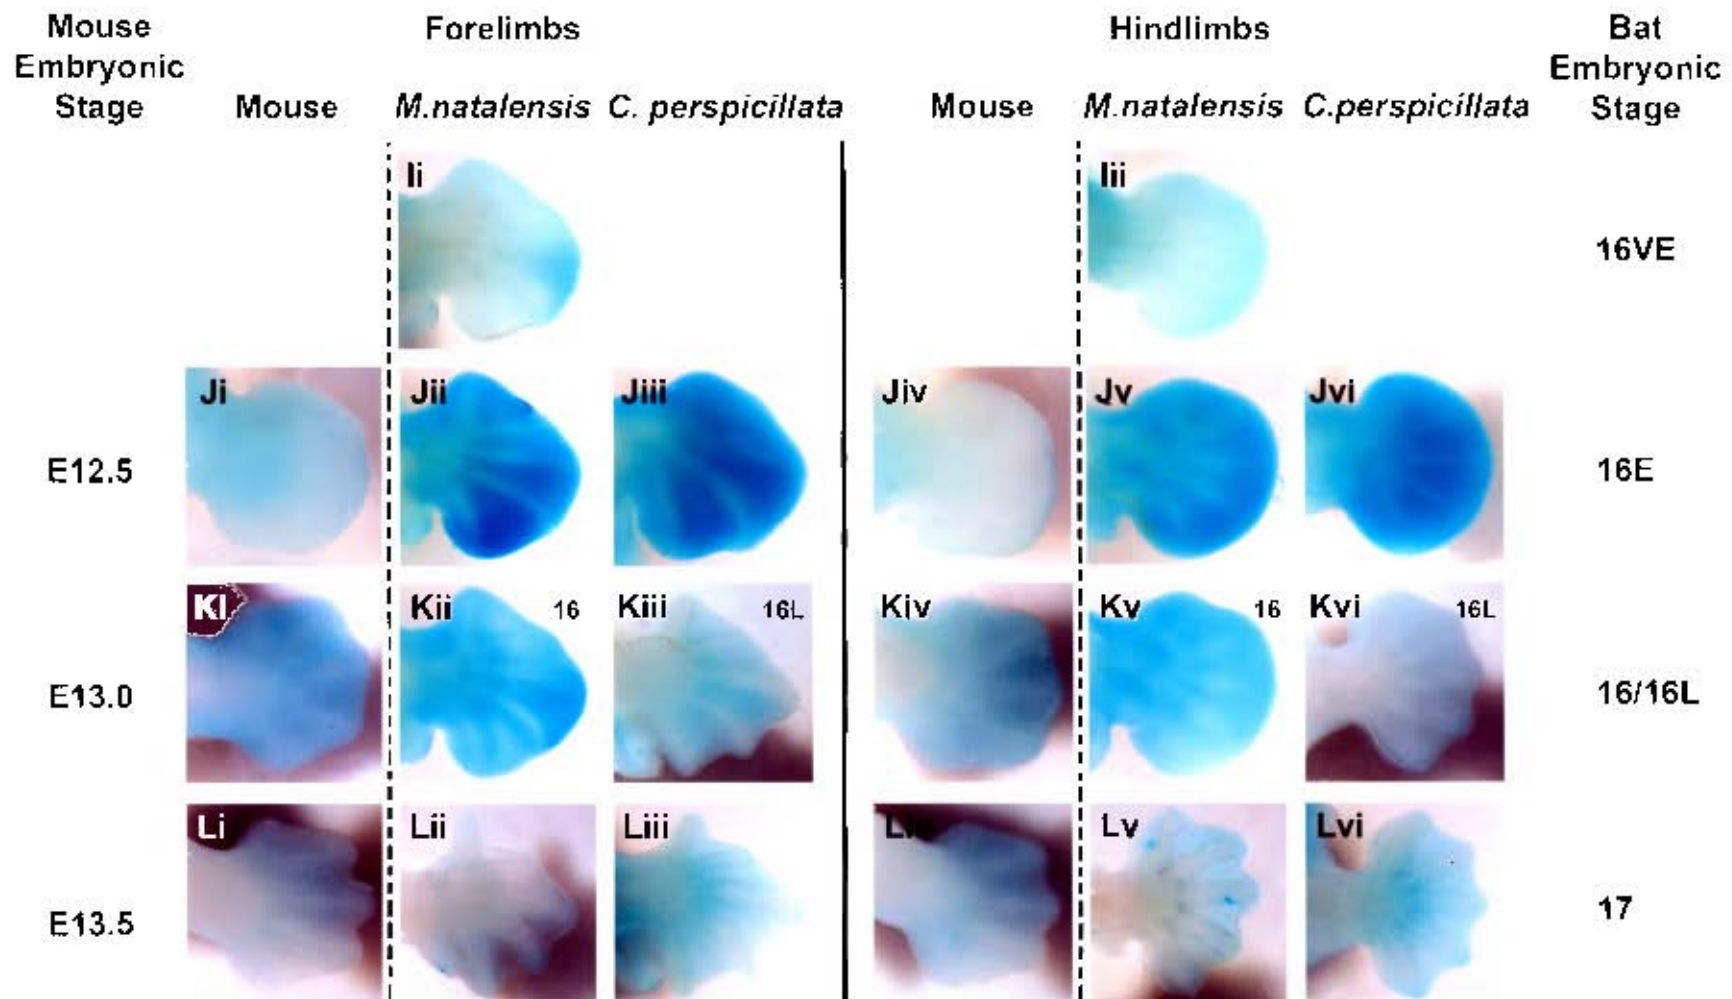 Mouse Embryonic Stage
Forelimbs
Hindlimbs
Bat Embryonic Stage
Mouse
M.natalensis
C. perspicillata
Mouse
M.natalensis
C.perspicillata
Ii
Iii
16VE
E12.5
Ji
Jii
Jiii
Jiv
Jv
Jvi
16E
E13.0
Ki
Kii
16
Kiii
16L
Kiv
Kv
16
Kvi
16L
16/16L
E13.5
Li
Lii
Liii
Lv
Lvi
17